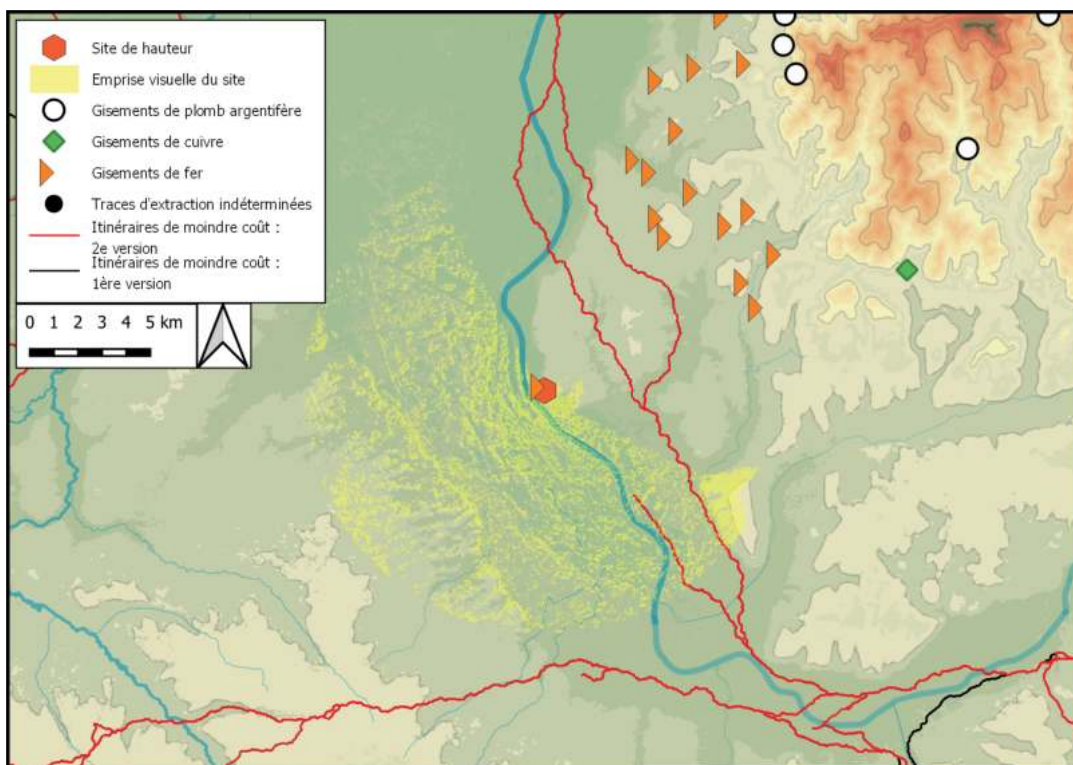 Site de hauteur
Emprise visuelle du site
Gisements de plomb argentifère
Gisements de cuivre
Gisements de fer
Traces d'extraction indéterminées
Itinéraires de moindre coût :
2e version
Itinéraires de moindre coût :
1ère version
0 1 2 3 4 5 km